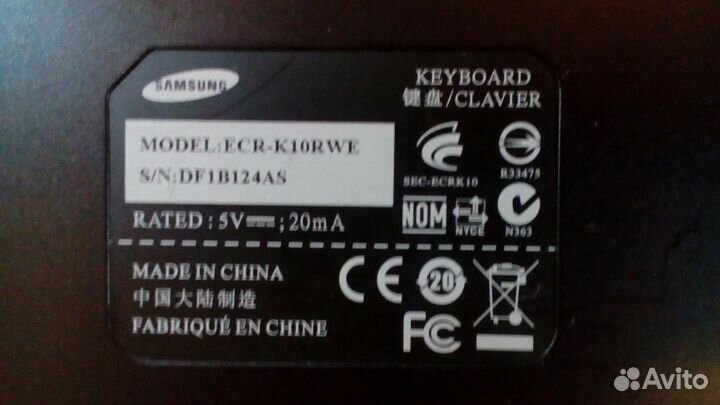 SAMSUNG
KEYBOARD
键盘/CLAVIER
MODEL:ECR-K10RWE
S/N:DF1B124AS
RATED : 5V ; 20mA
SEC-ECRK10
R33475
NOM
NYCE
N363
MADE IN CHINA
中国大陆制造
FABRIQUÉ EN CHINE
CE
20
FC
Avito